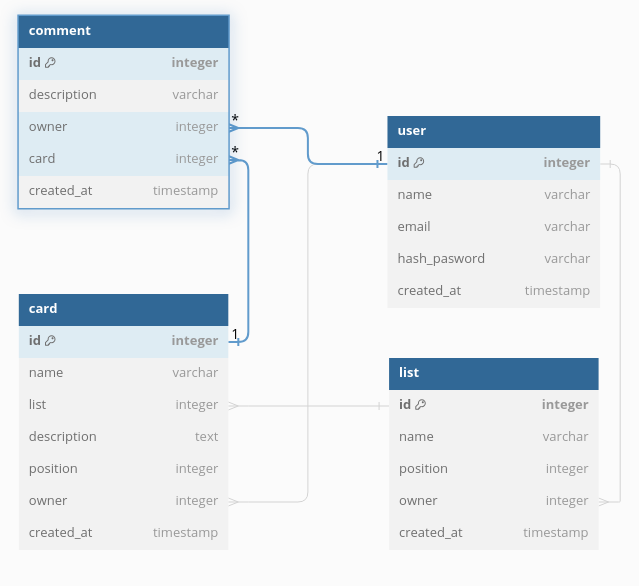 comment
id integer
description varchar
owner integer
card integer
created_at timestamp
*
*
1
user
id integer
name varchar
email varchar
hash_pasword varchar
created_at timestamp
card
1
id integer
name varchar
list integer
description text
position integer
owner integer
created_at timestamp
list
id integer
name varchar
position integer
owner integer
created_at timestamp